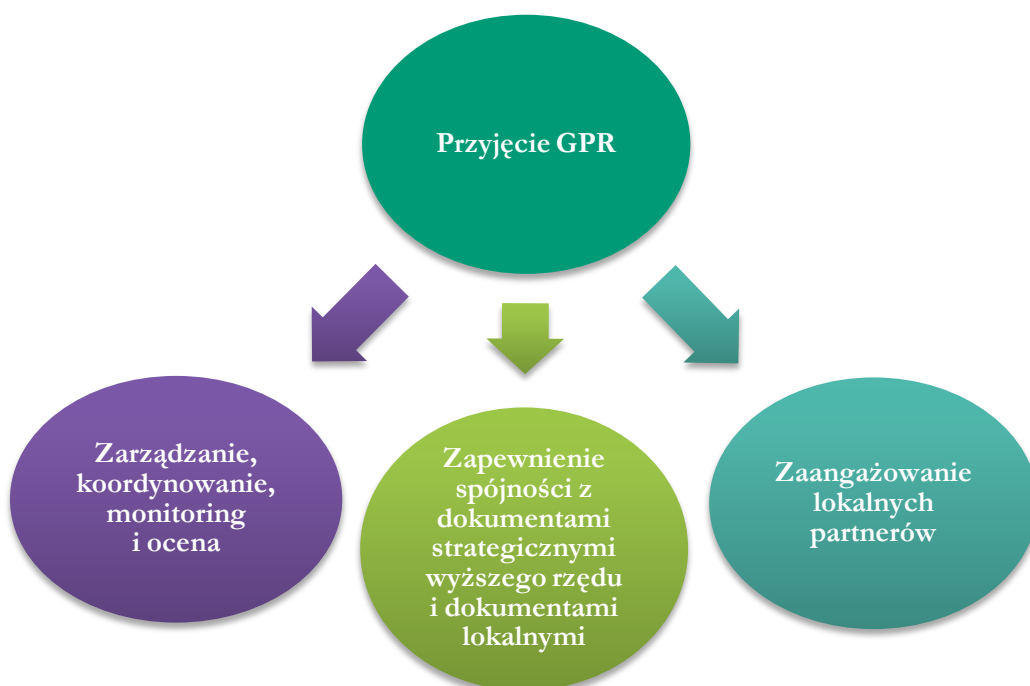 Przyjęcie GPR
Zarządzanie,
koordynowanie,
monitoring
i ocena
Zapewnienie
spójności z
dokumentami
strategicznymi
wyższego rzędu
i dokumentami
lokalnymi
Zaangażowanie
lokalnych
partnerów